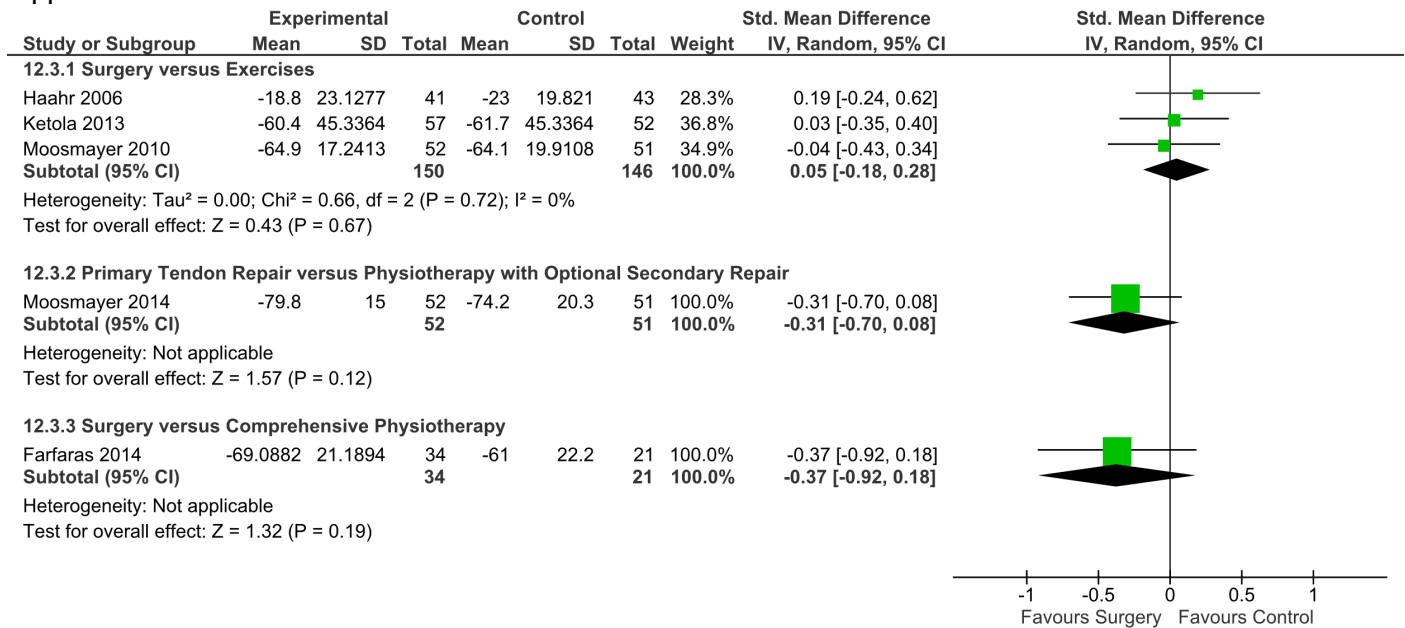 Experimental Control Std. Mean Difference Std. Mean Difference
Study or Subgroup Mean SD Total Mean SD Total Weight IV, Random, 95% CI IV, Random, 95% CI
12.3.1 Surgery versus Exercises
Haahr 2006 -18.8 23.1277 41 -23 19.821 43 28.3% 0.19 [-0.24, 0.62]
Ketola 2013 -60.4 45.3364 57 -61.7 45.3364 52 36.8% 0.03 [-0.35, 0.40]
Moosmayer 2010 -64.9 17.2413 52 -64.1 19.9108 51 34.9% -0.04 [-0.43, 0.34]
Subtotal (95% CI) 150 146 100.0% 0.05 [-0.18, 0.28]
Heterogeneity: Tau² = 0.00; Chi² = 0.66, df = 2 (P = 0.72); I² = 0%
Test for overall effect: Z = 0.43 (P = 0.67)
12.3.2 Primary Tendon Repair versus Physiotherapy with Optional Secondary Repair
Moosmayer 2014 -79.8 15 52 -74.2 20.3 51 100.0% -0.31 [-0.70, 0.08]
Subtotal (95% CI) 52 51 100.0% -0.31 [-0.70, 0.08]
Heterogeneity: Not applicable
Test for overall effect: Z = 1.57 (P = 0.12)
12.3.3 Surgery versus Comprehensive Physiotherapy
Farfaras 2014 -69.0882 21.1894 34 -61 22.2 21 100.0% -0.37 [-0.92, 0.18]
Subtotal (95% CI) 34 21 100.0% -0.37 [-0.92, 0.18]
Heterogeneity: Not applicable
Test for overall effect: Z = 1.32 (P = 0.19)
-1 -0.5 0 0.5 1
Favours Surgery Favours Control